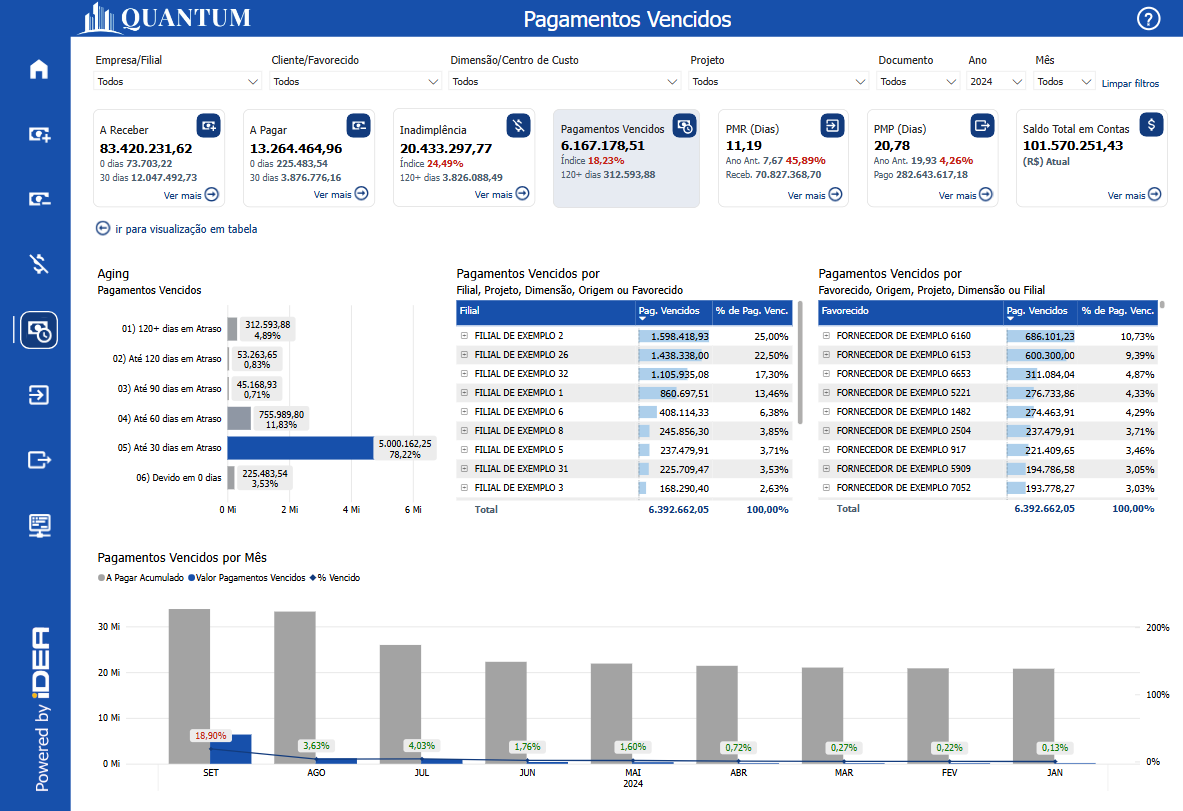 QUANTUM
Pagamentos Vencidos
?
Empresa/Filial
Cliente/Favorecido
Dimensão/Centro de Custo
Projeto
Documento
Ano
Mês
Todos
Todos
Todos
Todos
Todos
2024
Todos
Limpar filtros
A Receber
83.420.231,62
0 dias 73.703,22
30 dias 12.047.492,73
Ver mais
A Pagar
13.264.464,96
0 dias 225.483,54
30 dias 3.876.776,16
Ver mais
Inadimplência
20.433.297,77
Índice 24,49%
120+ dias 3.826.088,49
Ver mais
Pagamentos Vencidos
6.167.178,51
Índice 18,23%
120+ dias 312.593,88
PMR (Dias)
11,19
Ano Ant. 7,67 45,89%
Receb. 70.827.368,70
Ver mais
PMP (Dias)
20,78
Ano Ant. 19,93 4,26%
Pago 282.643.617,18
Ver mais
Saldo Total em Contas
$
101.570.251,43
(R$) Atual
Ver mais
ir para visualização em tabela
Aging
Pagamentos Vencidos
01) 120+ dias em Atraso 312.593,88
4,89%
02) Até 120 dias em Atraso 53.263,65
0,83%
03) Até 90 dias em Atraso 45.168,93
0,71%
04) Até 60 dias em Atraso 755.989,80
11,83%
05) Até 30 dias em Atraso 5.000.162,25
78,22%
06) Devido em 0 dias 225.483,54
3,53%
0 Mi 2 Mi 4 Mi 6 Mi
Pagamentos Vencidos por
Filial, Projeto, Dimensão, Origem ou Favorecido
Filial Pag. Vencidos % de Pag. Venc.
FILIAL DE EXEMPLO 2 1.598.418,93 25,00%
FILIAL DE EXEMPLO 26 1.438.338,00 22,50%
FILIAL DE EXEMPLO 32 1.105.935,08 17,30%
FILIAL DE EXEMPLO 1 860.697,51 13,46%
FILIAL DE EXEMPLO 6 408.114,33 6,38%
FILIAL DE EXEMPLO 8 245.856,30 3,85%
FILIAL DE EXEMPLO 5 237.479,91 3,71%
FILIAL DE EXEMPLO 31 225.709,47 3,53%
FILIAL DE EXEMPLO 3 168.290,40 2,63%
Total 6.392.662,05 100,00%
Pagamentos Vencidos por
Favorecido, Origem, Projeto, Dimensão ou Filial
Favorecido Pag. Vencidos % de Pag. Venc.
FORNECEDOR DE EXEMPLO 6160 686.101,23 10,73%
FORNECEDOR DE EXEMPLO 6153 600.300,00 9,39%
FORNECEDOR DE EXEMPLO 6653 311.084,04 4,87%
FORNECEDOR DE EXEMPLO 5221 276.733,86 4,33%
FORNECEDOR DE EXEMPLO 1482 274.463,91 4,29%
FORNECEDOR DE EXEMPLO 2504 237.479,91 3,71%
FORNECEDOR DE EXEMPLO 917 221.409,65 3,46%
FORNECEDOR DE EXEMPLO 5909 194.786,58 3,05%
FORNECEDOR DE EXEMPLO 7052 193.778,27 3,03%
Total 6.392.662,05 100,00%
Pagamentos Vencidos por Mês
A Pagar Acumulado Valor Pagamentos Vencidos % Vencido
30 Mi
20 Mi
10 Mi
0 Mi
200%
100%
0%
18,90% 3,63% 4,03% 1,76% 1,60% 0,72% 0,27% 0,22% 0,13%
SET AGO JUL JUN MAI ABR MAR FEV JAN
2024
Powered by iDEA